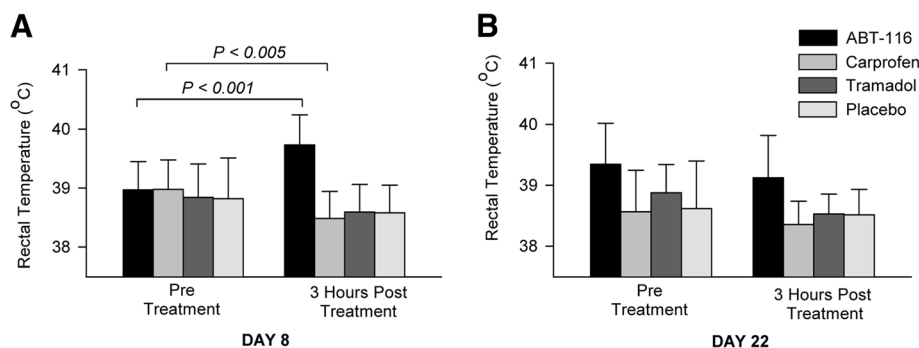 A
P < 0.005
P < 0.001
Rectal Temperature (°C)
41
40
39
38
Pre
Treatment
3 Hours Post
Treatment
DAY 8
B
ABT-116
Carprofen
Tramadol
Placebo
Rectal Temperature (°C)
41
40
39
38
Pre
Treatment
3 Hours Post
Treatment
DAY 22